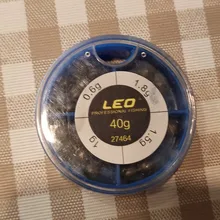 0.6g
1.8g
LEO
PROFESSIONAL FISHING
40g
27464
1g
1.5g